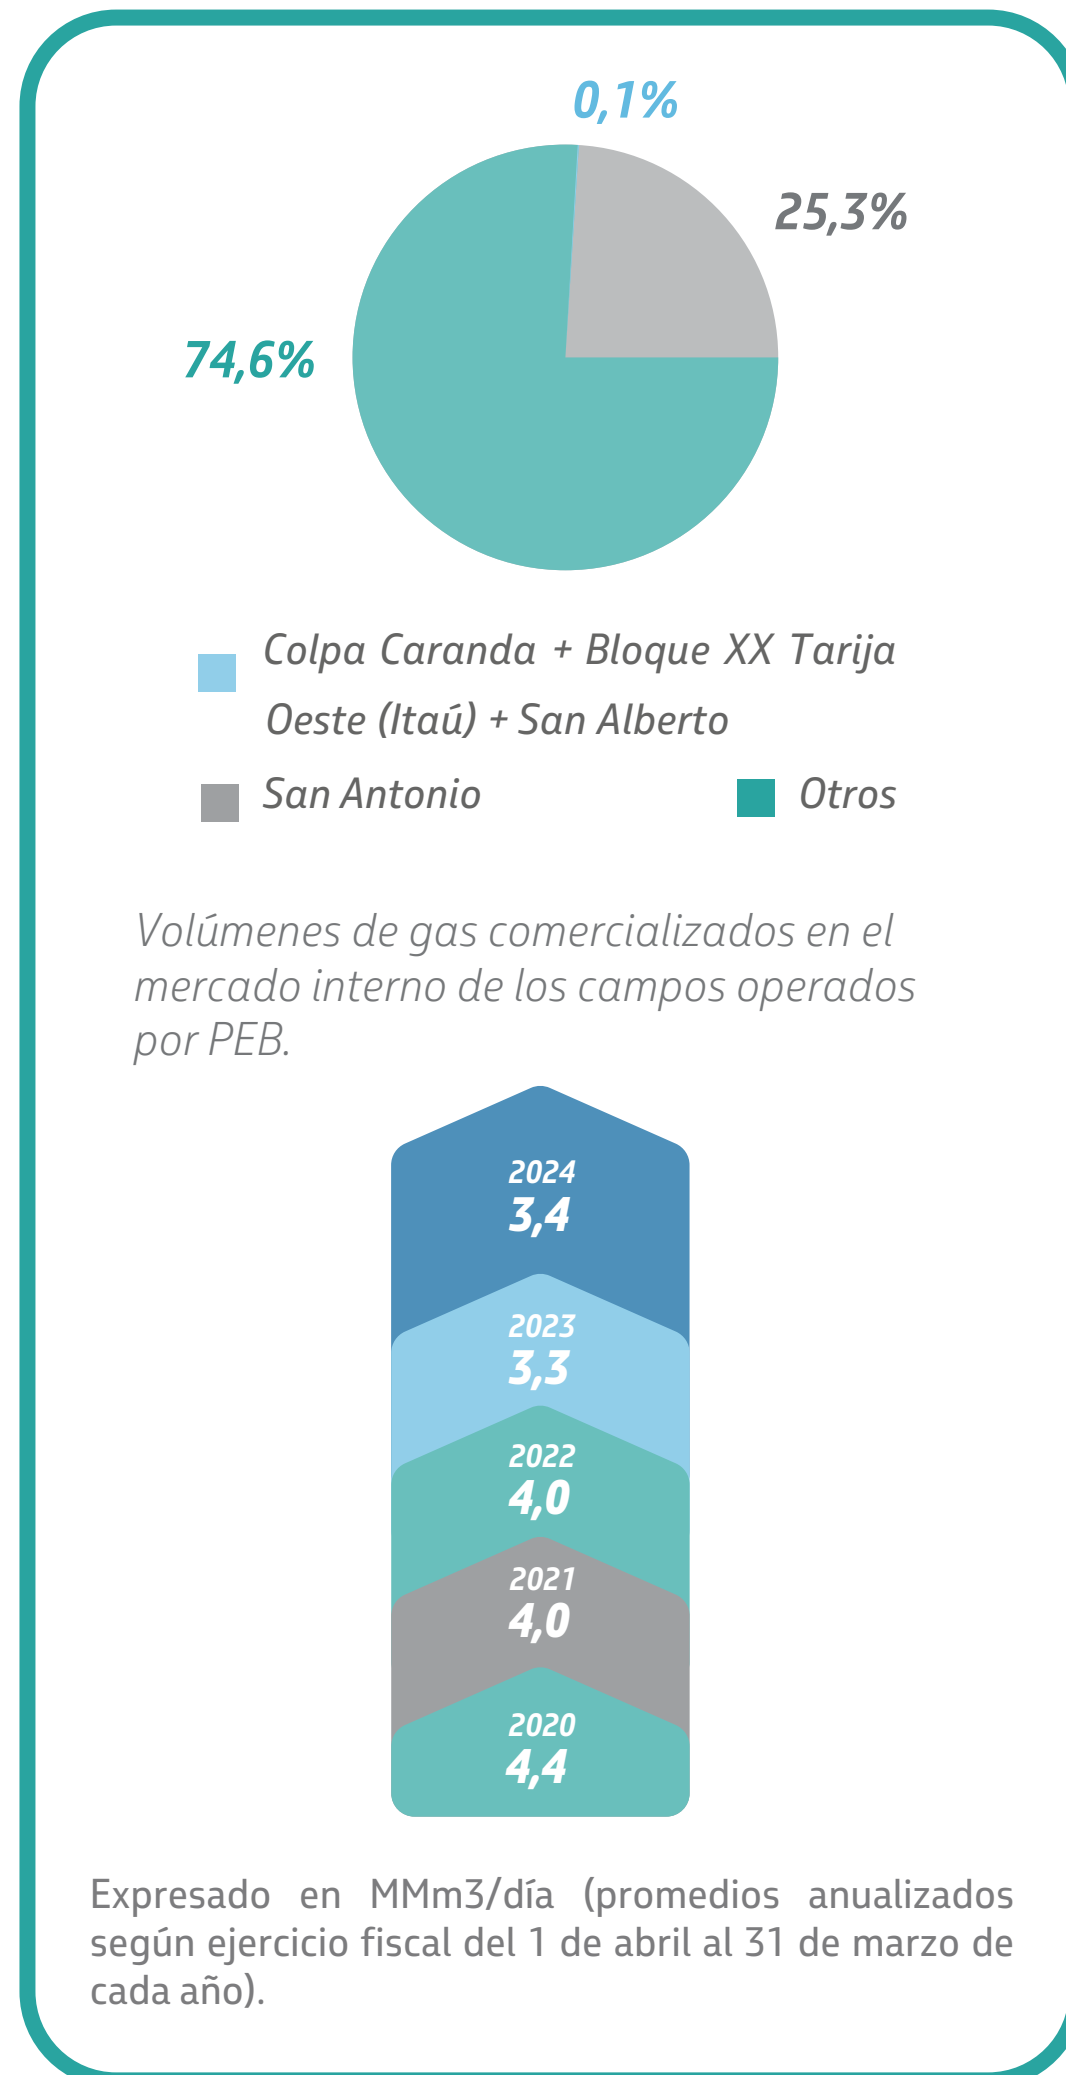 0,1%
25,3%
74,6%
Colpa Caranda + Bloque XX Tarija
Oeste (Itaú) + San Alberto
San Antonio
Otros
Volúmenes de gas comercializados en el
mercado interno de los campos operados
por PEB.
2024
3,4
2023
3,3
2022
4,0
2021
4,0
2020
4,4
Expresado en MMm3/día (promedios anualizados
según ejercicio fiscal del 1 de abril al 31 de marzo de
cada año).